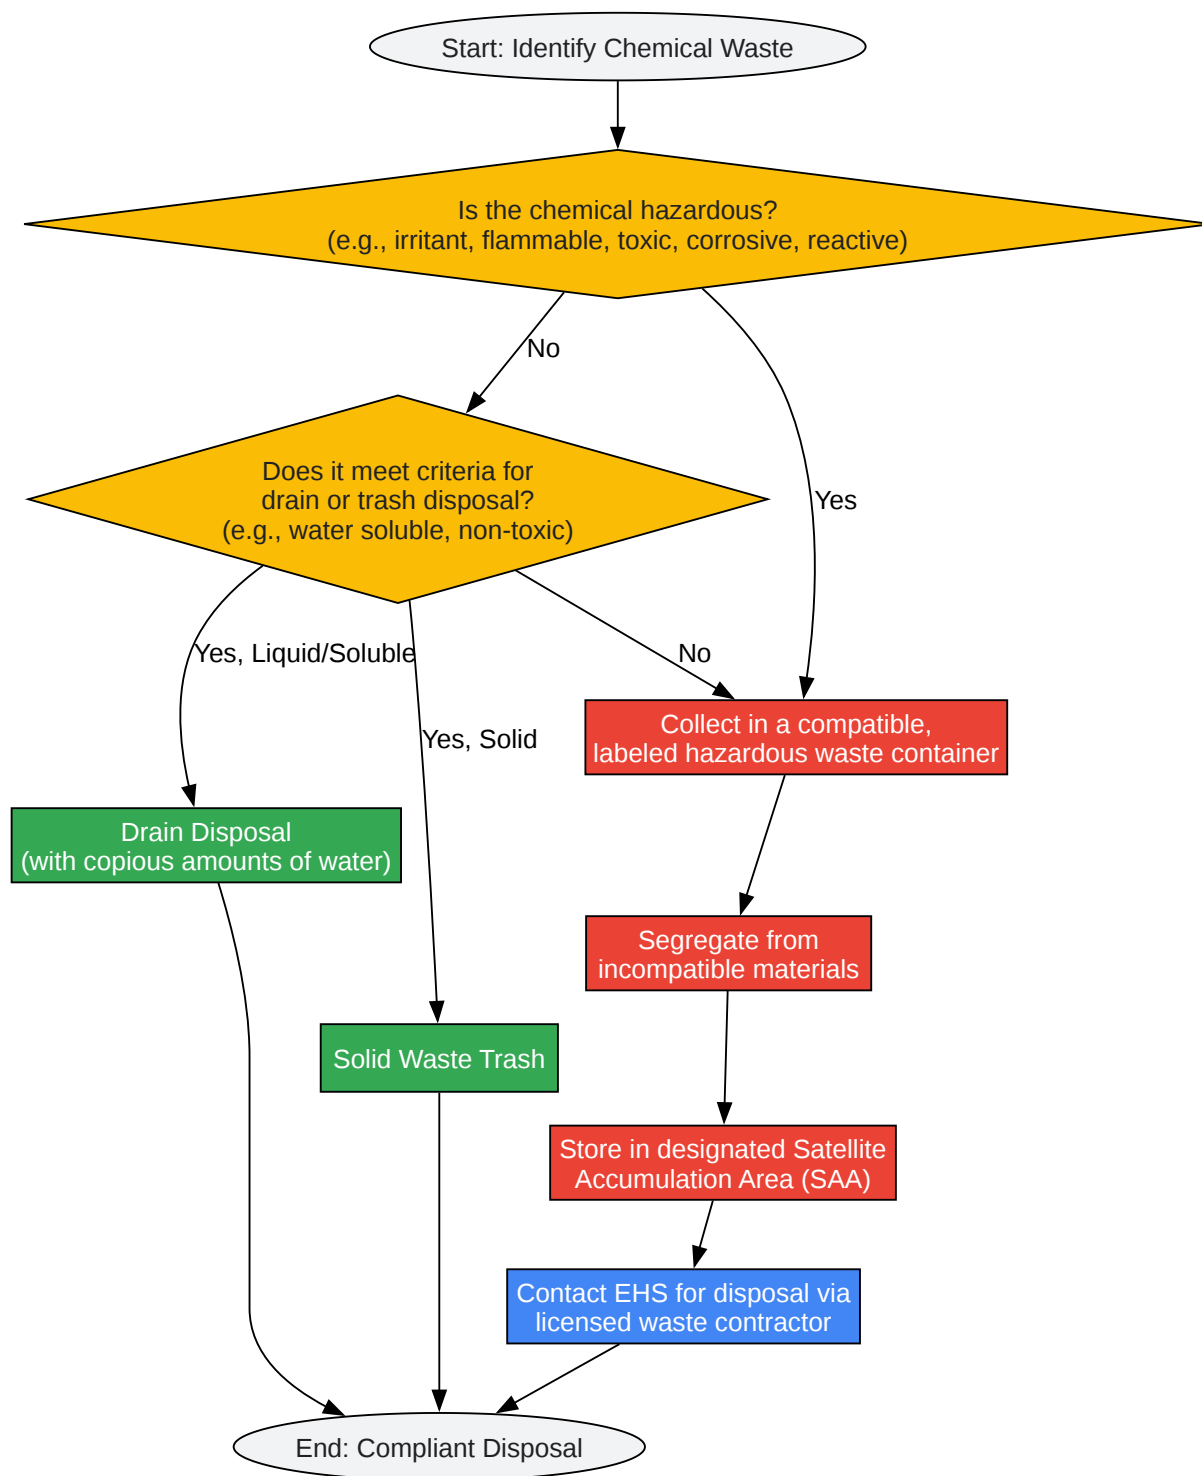 Start: Identify Chemical Waste
Is the chemical hazardous?
(e.g., irritant, flammable, toxic, corrosive, reactive)
No
Yes
Does it meet criteria for
drain or trash disposal?
(e.g., water soluble, non-toxic)
Yes, Liquid/Soluble
No
Yes, Solid
Collect in a compatible,
labeled hazardous waste container
Drain Disposal
(with copious amounts of water)
Segregate from
incompatible materials
Solid Waste Trash
Store in designated Satellite
Accumulation Area (SAA)
Contact EHS for disposal via
licensed waste contractor
End: Compliant Disposal